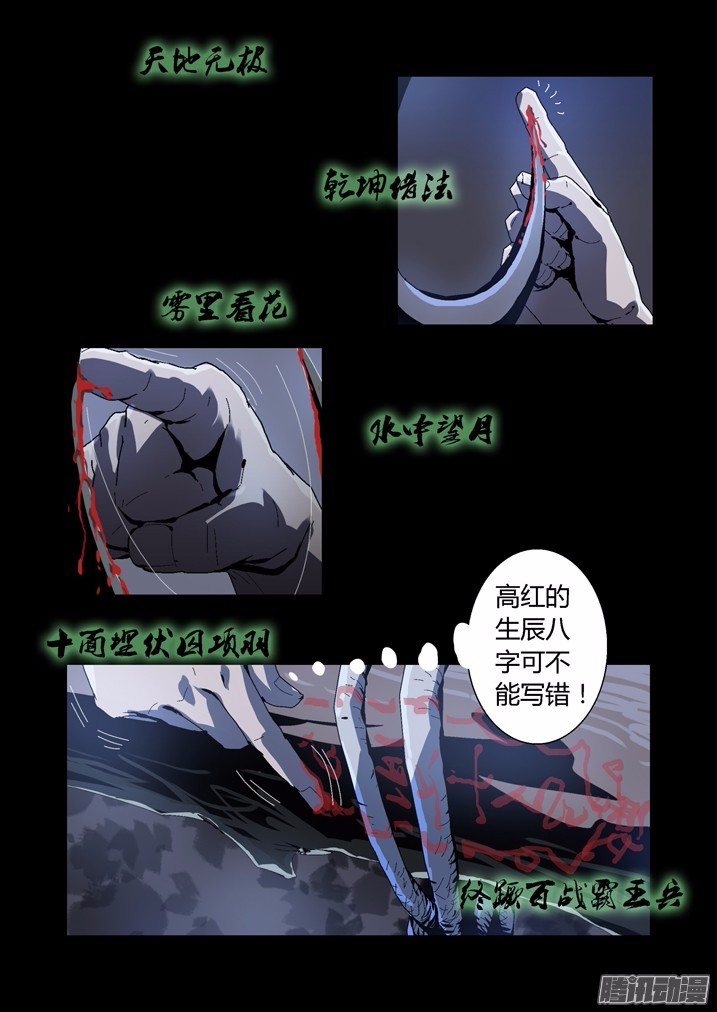 天地无极
乾坤借法
雾里看花
水中望月
高红的
生辰八
字可不
能写错！
十面埋伏困项羽
终蹶百战霸王兵
腾讯动漫